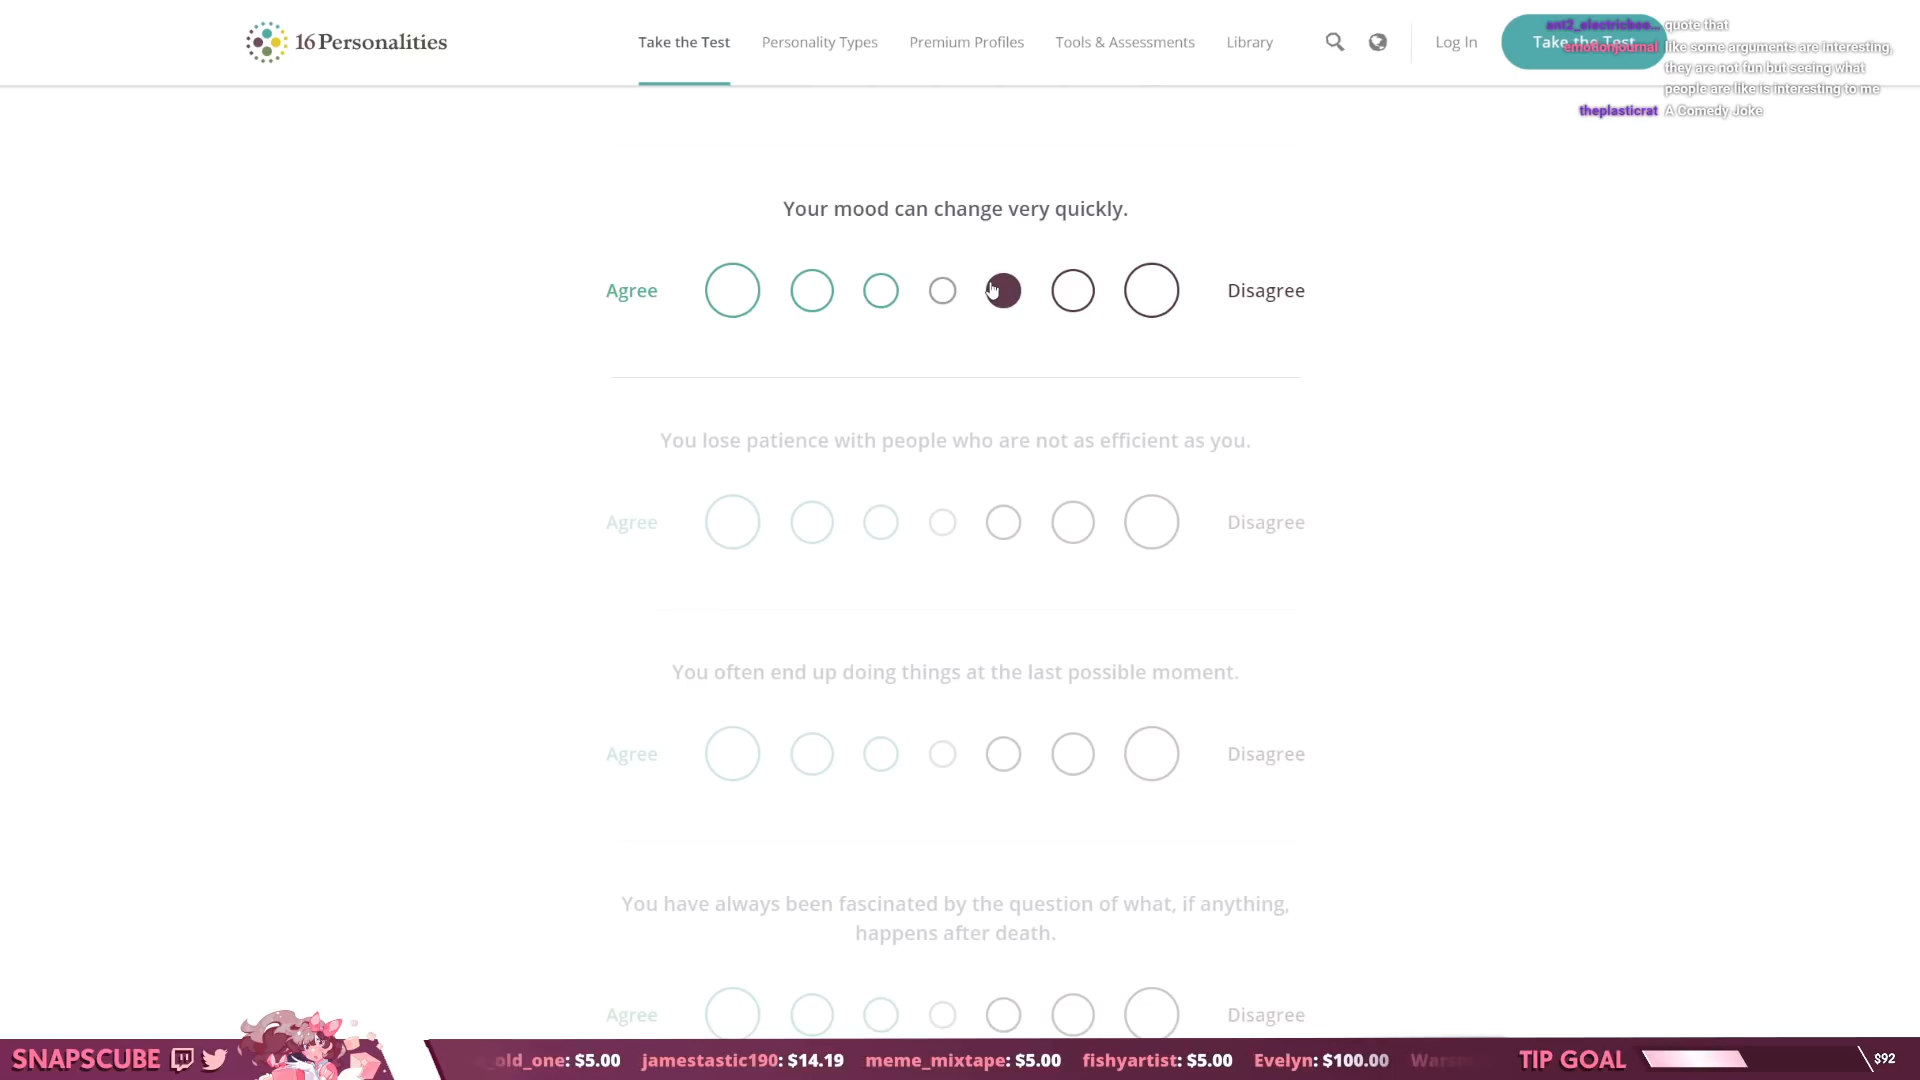 16Personalities
Take the Test
Personality Types
Premium Profiles
Tools & Assessments
Library
Log In
Take the Test
quote that
emotionjournal like some arguments are interesting,
they are not fun but seeing what
people are like is interesting to me
theplasticrat A Comedy Joke
Your mood can change very quickly.
Agree
Disagree
You lose patience with people who are not as efficient as you.
Agree
Disagree
You often end up doing things at the last possible moment.
Agree
Disagree
You have always been fascinated by the question of what, if anything,
happens after death.
Agree
Disagree
SNAPSCUBE
_old_one: $5.00 jamestastic190: $14.19 meme_mixtape: $5.00 fishyartist: $5.00 Evelyn: $100.00
TIP GOAL
$92